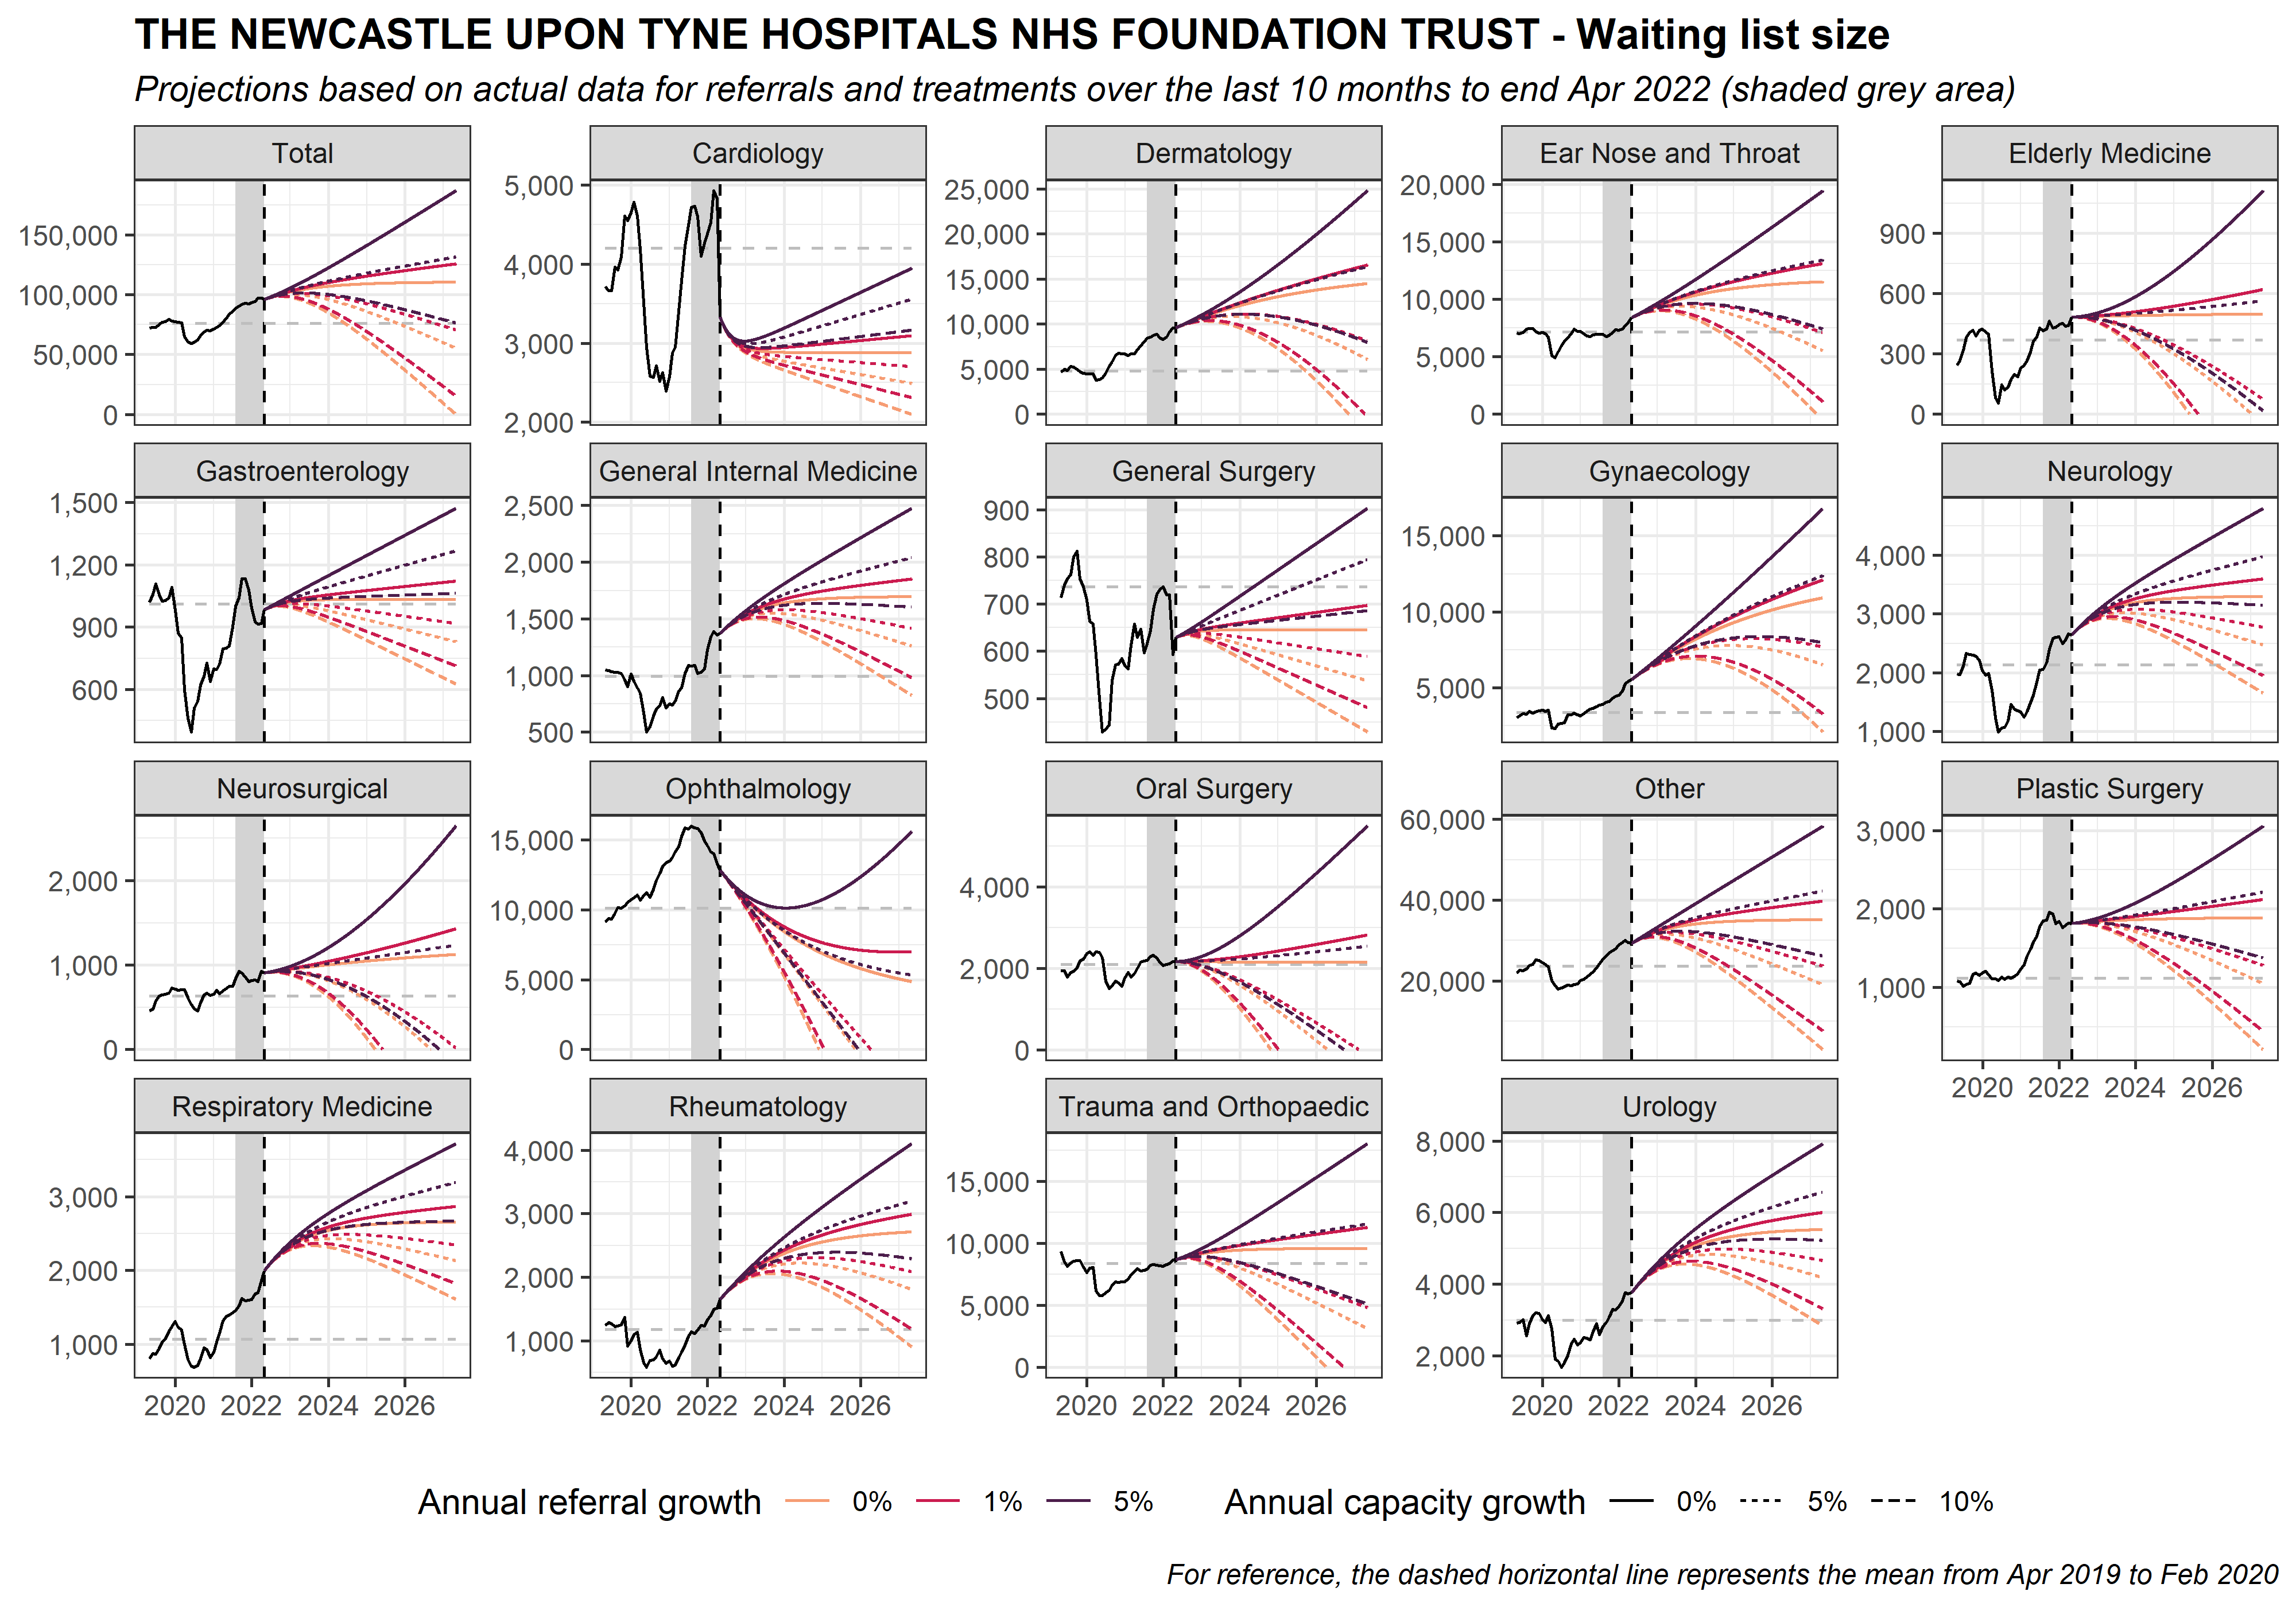 THE NEWCASTLE UPON TYNE HOSPITALS NHS FOUNDATION TRUST - Waiting list size
Projections based on actual data for referrals and treatments over the last 10 months to end Apr 2022 (shaded grey area)
Total
150,000
100,000
50,000
0
Cardiology
5,000
4,000
3,000
2,000
Dermatology
25,000
20,000
15,000
10,000
5,000
0
Ear Nose and Throat
20,000
15,000
10,000
5,000
0
Elderly Medicine
900
600
300
0
Gastroenterology
1,500
1,200
900
600
General Internal Medicine
2,500
2,000
1,500
1,000
500
General Surgery
900
800
700
600
500
Gynaecology
15,000
10,000
5,000
Neurology
4,000
3,000
2,000
1,000
Neurosurgical
2,000
1,000
0
Ophthalmology
15,000
10,000
5,000
0
Oral Surgery
4,000
2,000
0
Other
60,000
40,000
20,000
Plastic Surgery
3,000
2,000
1,000
2020 2022 2024 2026
Respiratory Medicine
3,000
2,000
1,000
2020 2022 2024 2026
Rheumatology
4,000
3,000
2,000
1,000
2020 2022 2024 2026
Trauma and Orthopaedic
15,000
10,000
5,000
0
2020 2022 2024 2026
Urology
8,000
6,000
4,000
2,000
2020 2022 2024 2026
Annual referral growth 0% 1% 5% Annual capacity growth 0% 5% 10%
For reference, the dashed horizontal line represents the mean from Apr 2019 to Feb 2020